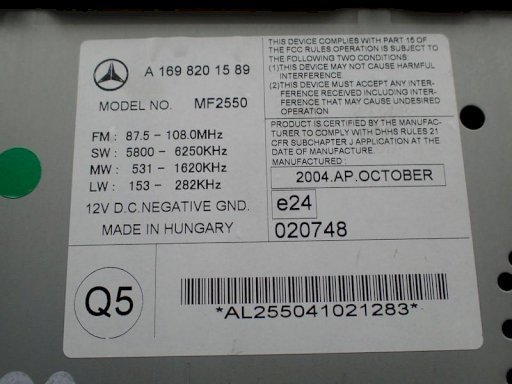 A 169 820 15 89
MODEL NO. MF2550
FM : 87.5 - 108.0MHz
SW : 5800 - 6250KHz
MW : 531 - 1620KHz
LW : 153 - 282KHz
12V D.C.NEGATIVE GND.
MADE IN HUNGARY
THIS DEVICE COMPLIES WITH PART 15 OF
THE FCC RULES.OPERATION IS SUBJECT TO
THE FOLLOWING TWO CONDITIONS:
(1)THIS DEVICE MAY NOT CAUSE HARMFUL
INTERFERENCE.
(2)THIS DEVICE MUST ACCEPT ANY INTER-
FERENCE RECEIVED INCLUDING INTER-
FERENCE THAT MAY CAUSE UNDESIRED
OPERATION
PRODUCT IS CERTIFIED BY THE MANUFAC-
TURER TO COMPLY WITH DHHS RULES 21
CFR SUBCHAPTER J APPLICATION AT THE
DATE OF MANUFACTURE.
MANUFACTURED :
2004.AP.OCTOBER
e24
020748
Q5
*AL255041021283*